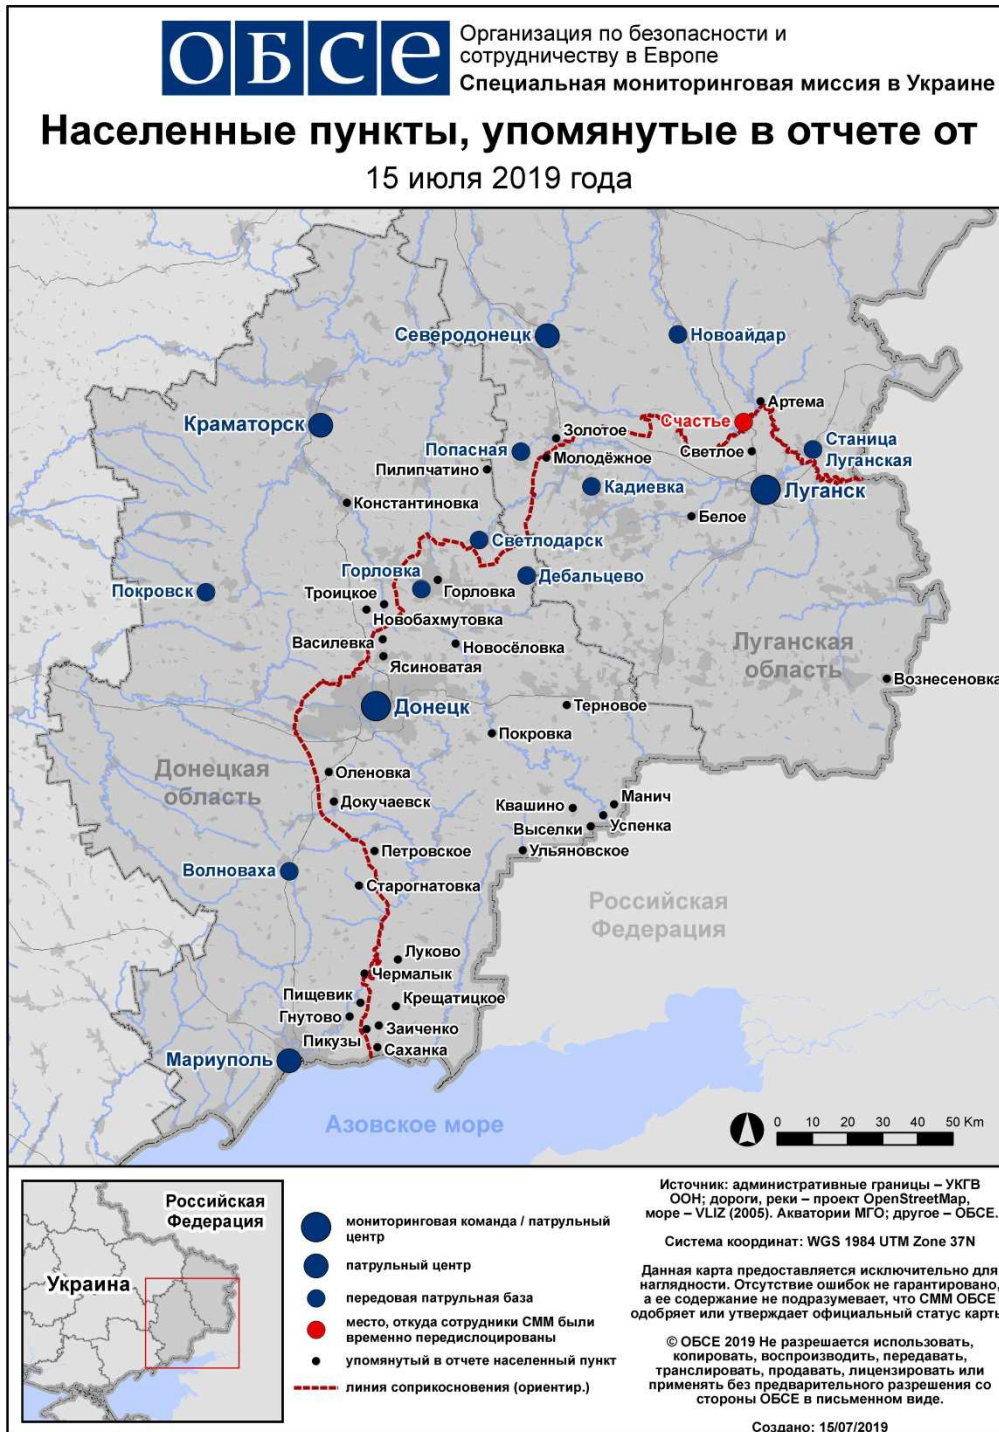 ОБСЕ
Организация по безопасности и
сотрудничеству в Европе
Специальная мониторинговая миссия в Украине
Населенные пункты, упомянутые в отчете от
15 июля 2019 года
Северодонецк
Новоайдар
Артема
Счастье
Краматорск
Золотое
Попасная
Молодёжное
Светлое
Станица
Луганская
Пилипчатино
Кадиевка
Луганск
Константиновка
Белое
Светлодарск
Горловка
Дебальцево
Покровск
Троицкое
Горловка
Новобахмутовка
Василевка
Новосёловка
Луганская
область
Ясиноватая
Вознесеновка
Донецк
Терновое
Покровка
Донецкая
область
Оленовка
Докучаевск
Манич
Квашино
Успенка
Выселки
Петровское
Ульяновское
Волноваха
Старогнатовка
Российская
Федерация
Луково
Чермалык
Пищевик
Крещатицкое
Гнутово
Заиченко
Пикузы
Саханка
Мариуполь
Азовское море
0 10 20 30 40 50 Km
Российская
Федерация
Украина
мониторинговая команда / патрульный
центр
патрульный центр
передовая патрульная база
место, откуда сотрудники СММ были
временно передислоцированы
упомянутый в отчете населенный пункт
линия соприкосновения (ориентир.)
Источник: административные границы – УКГВ
ООН; дороги, реки – проект OpenStreetMap,
море – VLIZ (2005). Акватории МГО; другое – ОБСЕ.
Система координат: WGS 1984 UTM Zone 37N
Данная карта предоставляется исключительно для
наглядности. Отсутствие ошибок не гарантировано,
а ее содержание не подразумевает, что СММ ОБСЕ
одобряет или утверждает официальный статус карты.
© ОБСЕ 2019 Не разрешается использовать,
копировать, воспроизводить, передавать,
транслировать, продавать, лицензировать или
применять без предварительного разрешения со
стороны ОБСЕ в письменном виде.
Создано: 15/07/2019